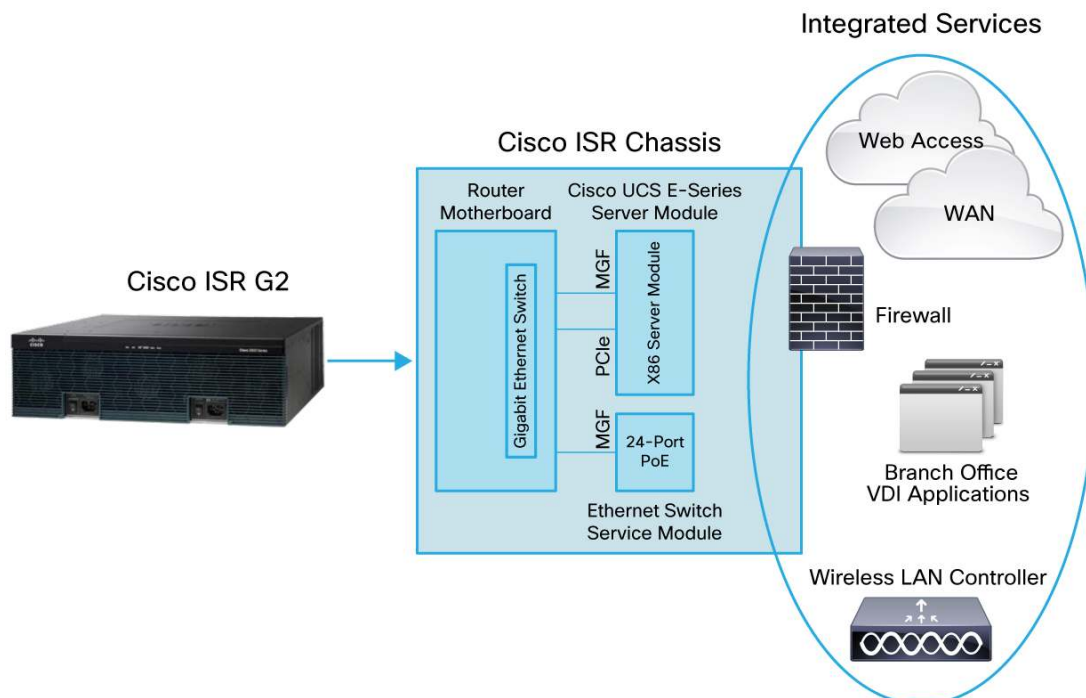 Integrated Services
Web Access
WAN
Cisco ISR Chassis
Router
Motherboard
Cisco UCS E-Series
Server Module
MGF
PCIe
X86 Server Module
Gigabit Ethernet Switch
MGF
24-Port
PoE
Ethernet Switch
Service Module
Cisco ISR G2
CISCO
Firewall
Branch Office
VDI Applications
Wireless LAN Controller